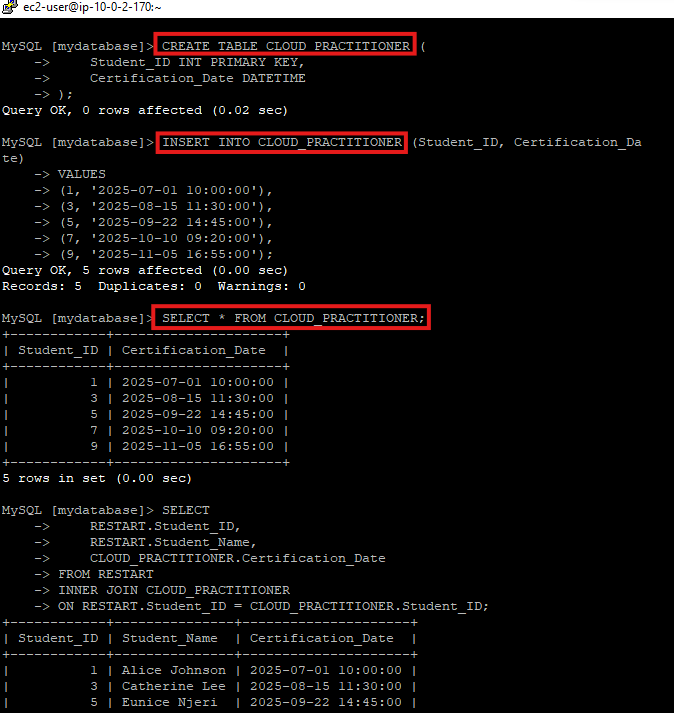 ec2-user@ip-10-0-2-170:~
MySQL [mydatabase]> CREATE TABLE CLOUD_PRACTITIONER (
    ->     Student_ID INT PRIMARY KEY,
    ->     Certification_Date DATETIME
    -> );
Query OK, 0 rows affected (0.02 sec)
MySQL [mydatabase]> INSERT INTO CLOUD_PRACTITIONER (Student_ID, Certification_Da
te)
    -> VALUES
    -> (1, '2025-07-01 10:00:00'),
    -> (3, '2025-08-15 11:30:00'),
    -> (5, '2025-09-22 14:45:00'),
    -> (7, '2025-10-10 09:20:00'),
    -> (9, '2025-11-05 16:55:00');
Query OK, 5 rows affected (0.00 sec)
Records: 5  Duplicates: 0  Warnings: 0
MySQL [mydatabase]> SELECT * FROM CLOUD_PRACTITIONER;
+------------+---------------------+
| Student_ID | Certification_Date  |
+------------+---------------------+
|          1 | 2025-07-01 10:00:00 |
|          3 | 2025-08-15 11:30:00 |
|          5 | 2025-09-22 14:45:00 |
|          7 | 2025-10-10 09:20:00 |
|          9 | 2025-11-05 16:55:00 |
+------------+---------------------+
5 rows in set (0.00 sec)
MySQL [mydatabase]> SELECT
    ->     RESTART.Student_ID,
    ->     RESTART.Student_Name,
    ->     CLOUD_PRACTITIONER.Certification_Date
    -> FROM RESTART
    -> INNER JOIN CLOUD_PRACTITIONER
    -> ON RESTART.Student_ID = CLOUD_PRACTITIONER.Student_ID;
+------------+---------------+---------------------+
| Student_ID | Student_Name  | Certification_Date  |
+------------+---------------+---------------------+
|          1 | Alice Johnson | 2025-07-01 10:00:00 |
|          3 | Catherine Lee | 2025-08-15 11:30:00 |
|          5 | Eunice Njeri  | 2025-09-22 14:45:00 |